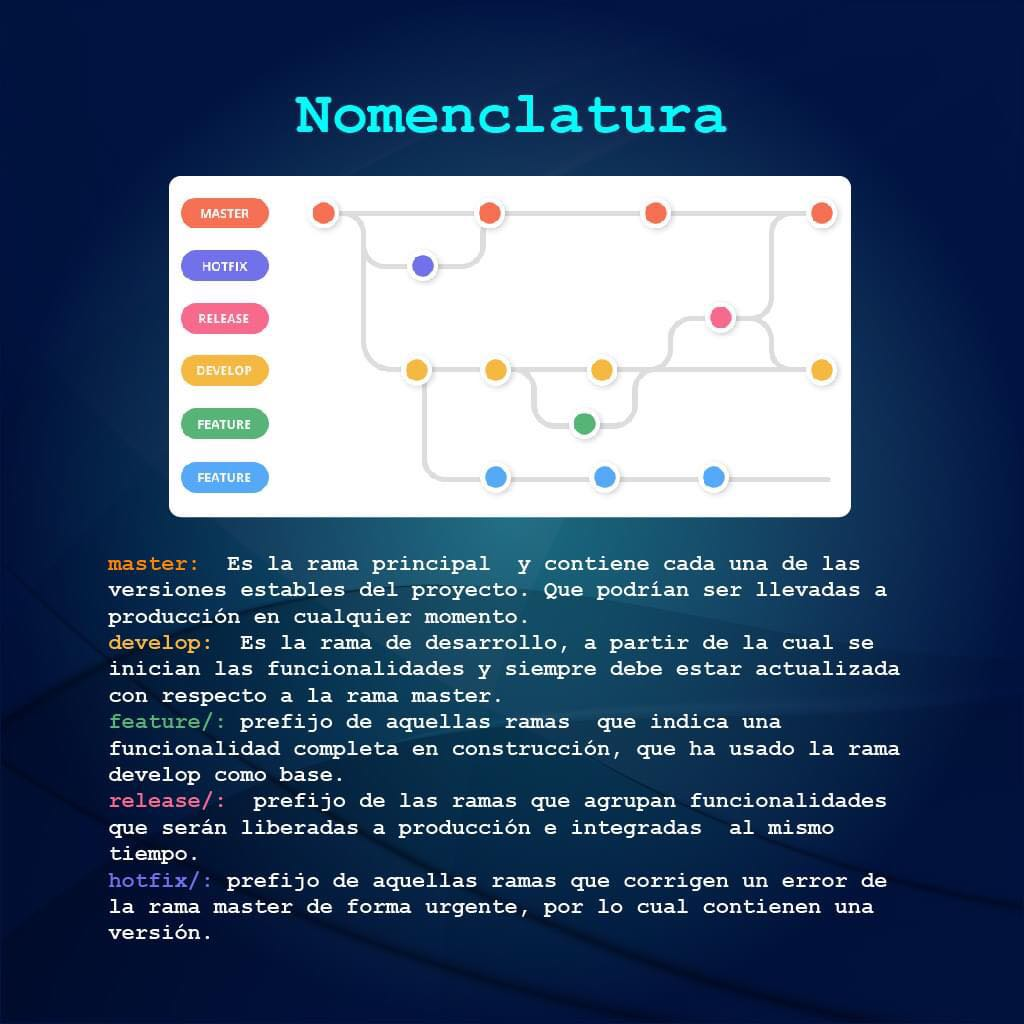 Nomenclatura
MASTER
HOTFIX
RELEASE
DEVELOP
FEATURE
FEATURE
master:  Es la rama principal  y contiene cada una de las
versiones estables del proyecto. Que podrían ser llevadas a
producción en cualquier momento.
develop:  Es la rama de desarrollo, a partir de la cual se
inician las funcionalidades y siempre debe estar actualizada
con respecto a la rama master.
feature/: prefijo de aquellas ramas  que indica una
funcionalidad completa en construcción, que ha usado la rama
develop como base.
release/:  prefijo de las ramas que agrupan funcionalidades
que serán liberadas a producción e integradas  al mismo
tiempo.
hotfix/: prefijo de aquellas ramas que corrigen un error de
la rama master de forma urgente, por lo cual contienen una
versión.